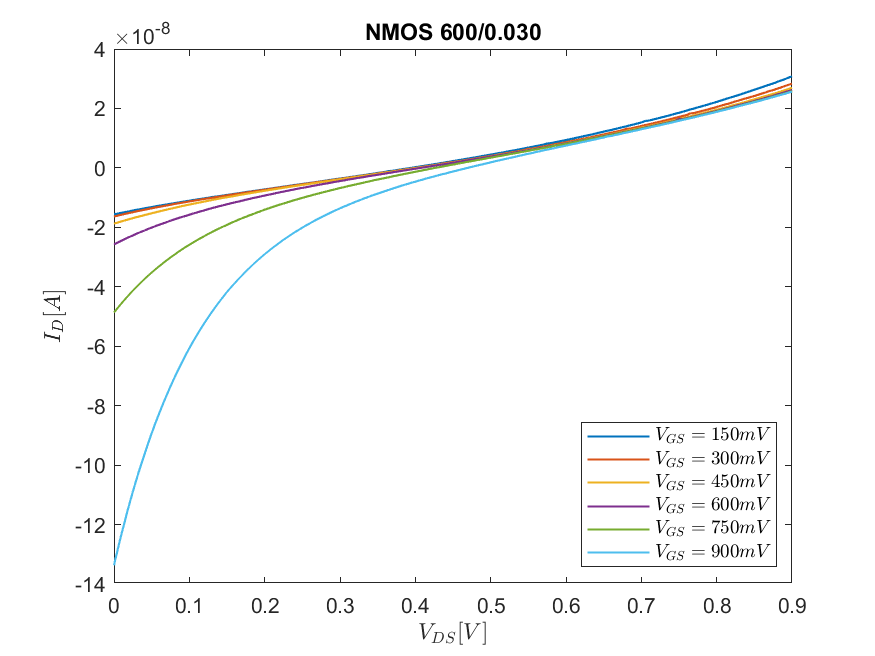 NMOS 600/0.030
×10⁻⁸
4
2
0
-2
-4
-6
-8
-10
-12
-14
I_D[A]
V_GS = 150mV
V_GS = 300mV
V_GS = 450mV
V_GS = 600mV
V_GS = 750mV
V_GS = 900mV
0 0.1 0.2 0.3 0.4 0.5 0.6 0.7 0.8 0.9
V_DS[V]